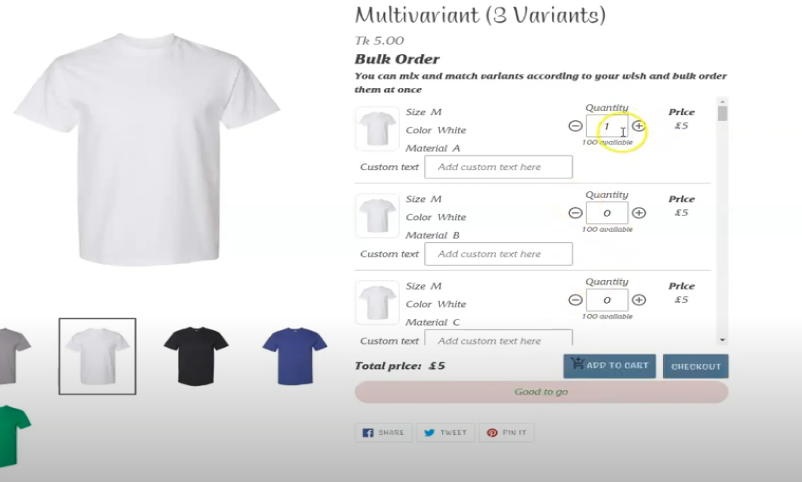 Multivariant (3 Variants)
Tk 5.00
Bulk Order
You can mix and match variants according to your wish and bulk order
them at once
Size M
Color White
Material A
Quantity
1
100 available
Price
£5
Custom text Add custom text here
Size M
Color White
Material B
Quantity
0
100 available
Price
£5
Custom text Add custom text here
Size M
Color White
Material C
Quantity
0
100 available
Price
£5
Custom text Add custom text here
Total price: £5
ADD TO CART
CHECKOUT
Good to go
SHARE
TWEET
PIN IT